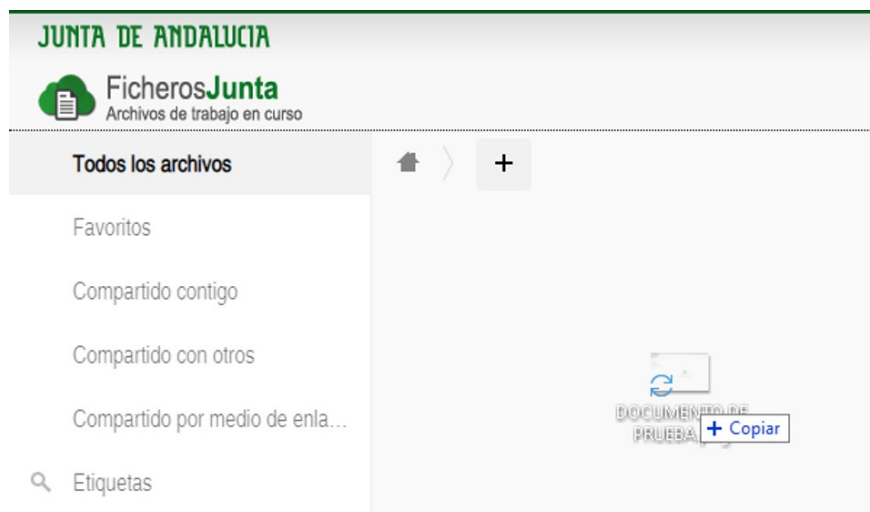 JUNTA DE ANDALUCIA
FicherosJunta
Archivos de trabajo en curso
Todos los archivos
+
Favoritos
Compartido contigo
Compartido con otros
Compartido por medio de enla...
Etiquetas
DOCUMENTO DE
PRUEBA
+ Copiar